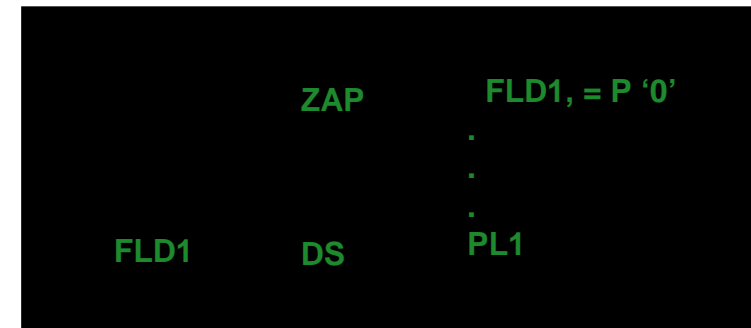 ZAP FLD1, = P ‘0’
.
.
.
FLD1 DS PL1